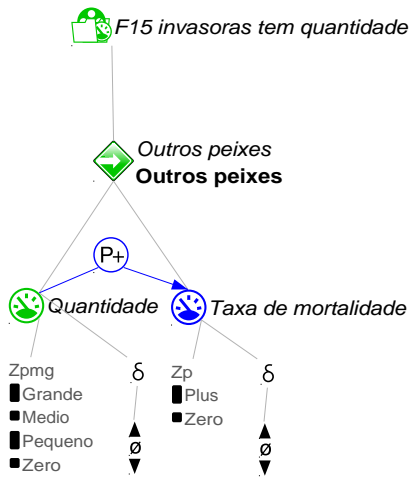 F15 invasoras tem quantidade
Outros peixes
Outros peixes
P+
Quantidade
Taxa de mortalidade
Zpmg
Grande
Medio
Pequeno
Zero
δ
ø
Zp
Plus
Zero
δ
ø